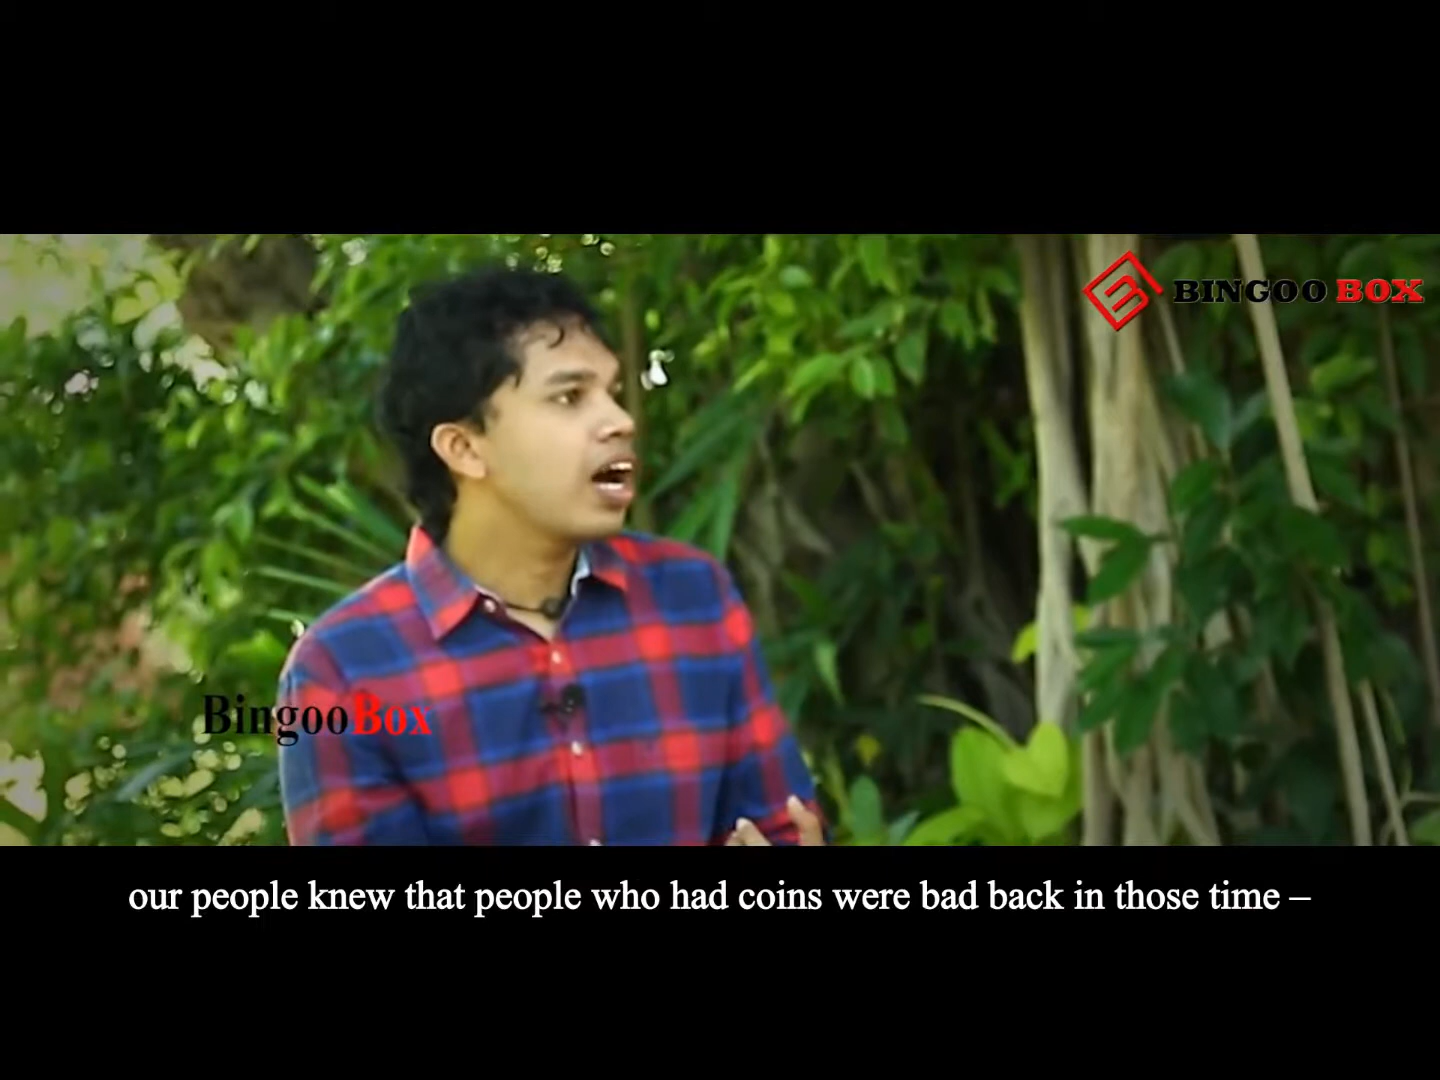 BINGOO BOX
BingooBox
our people knew that people who had coins were bad back in those time –